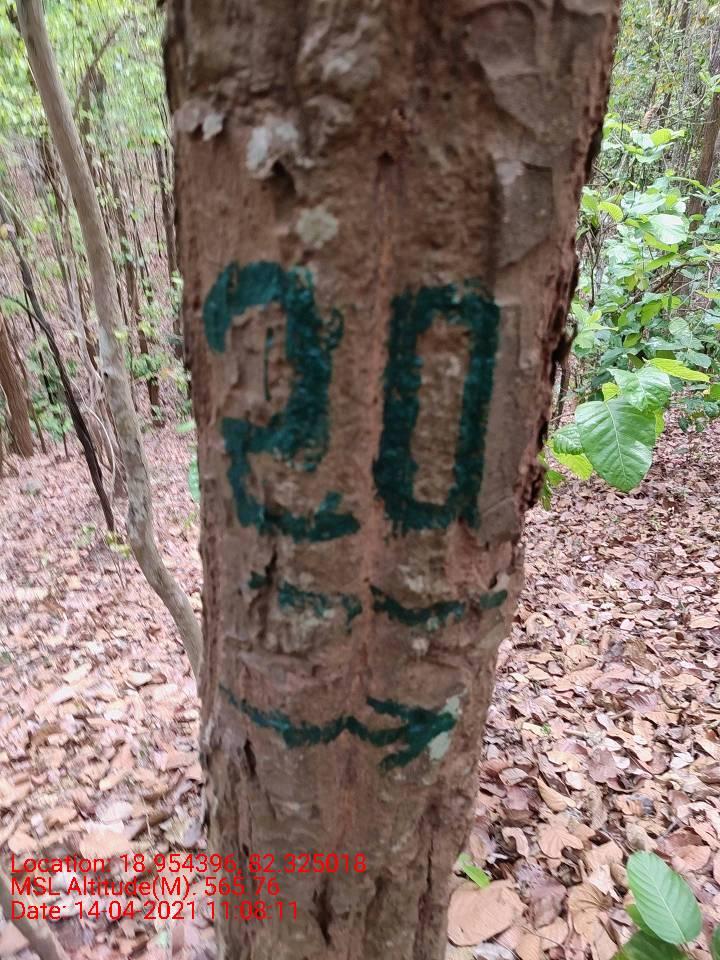 20
Location: 18.954396, 82.325018
MSL Altitude(M): 565.76
Date: 14-04-2021 11:08:11